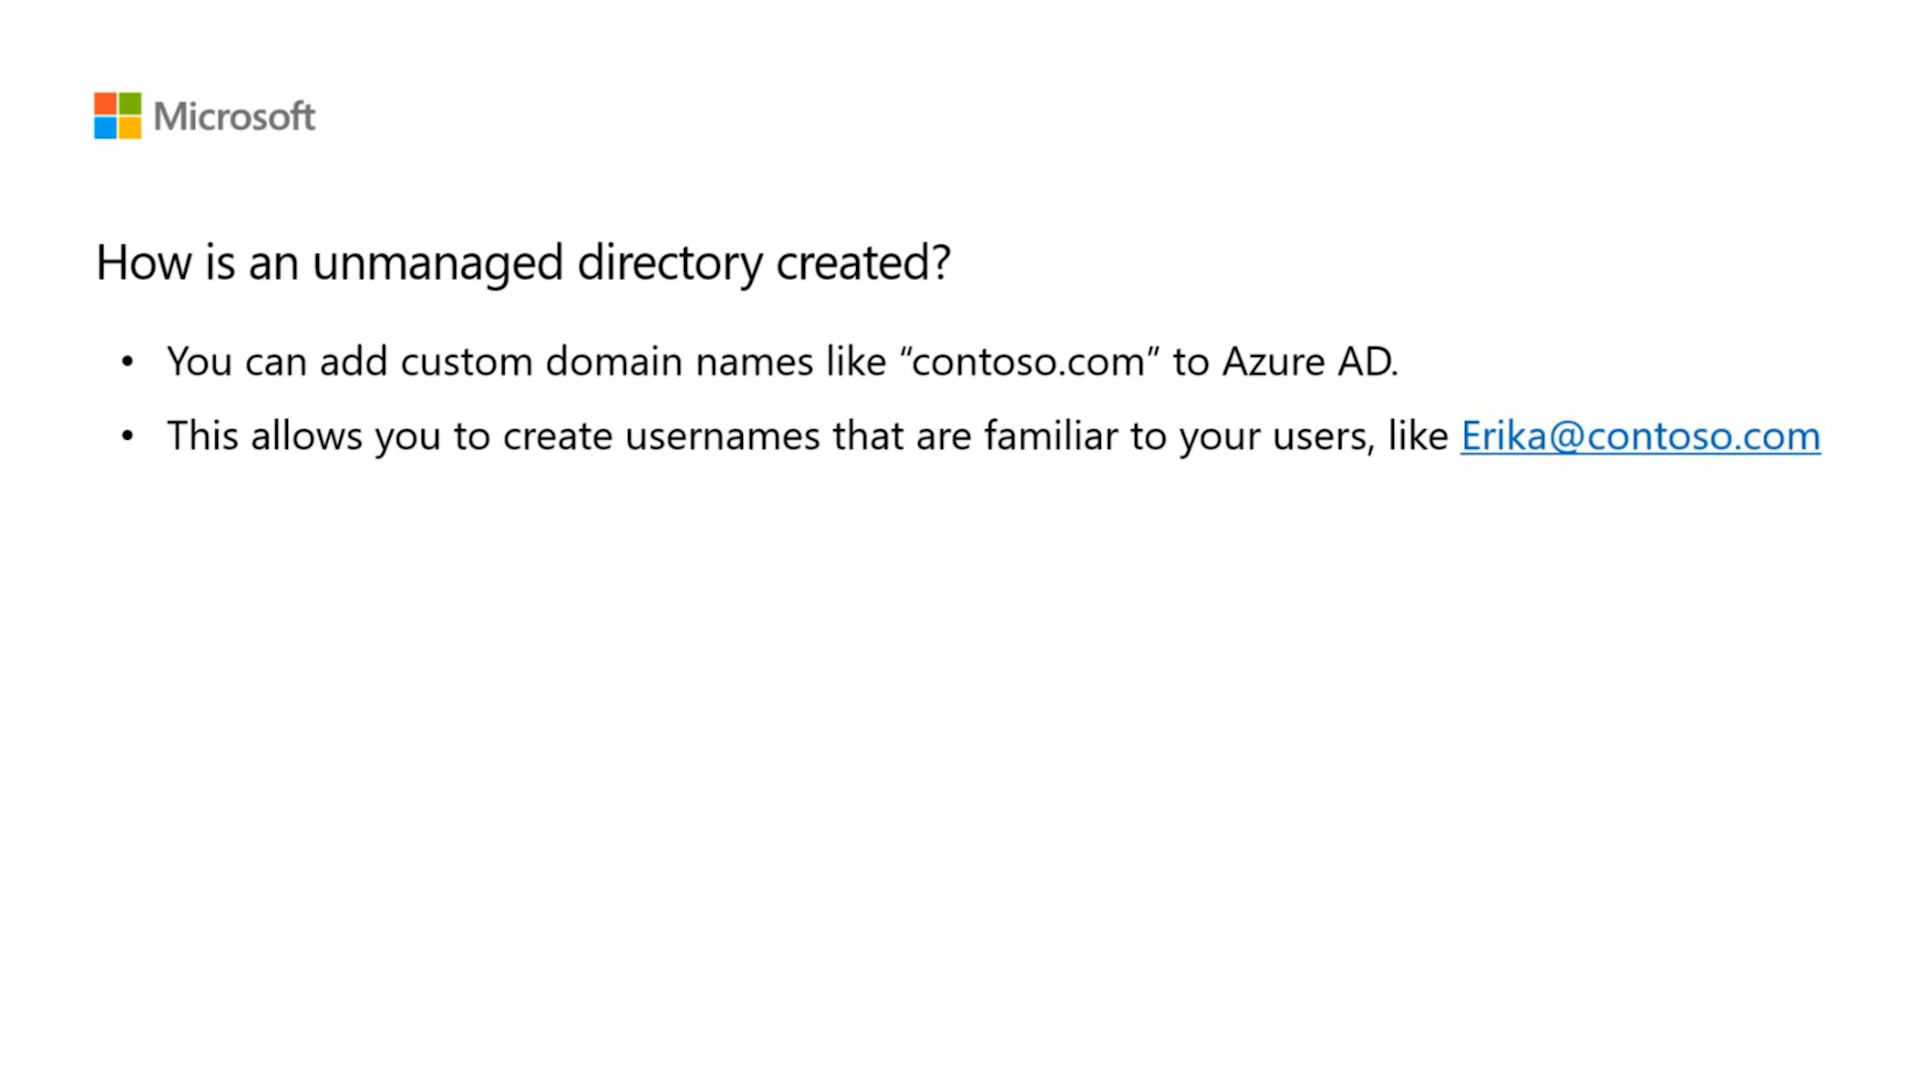 Microsoft
How is an unmanaged directory created?
• You can add custom domain names like “contoso.com” to Azure AD.
• This allows you to create usernames that are familiar to your users, like Erika@contoso.com